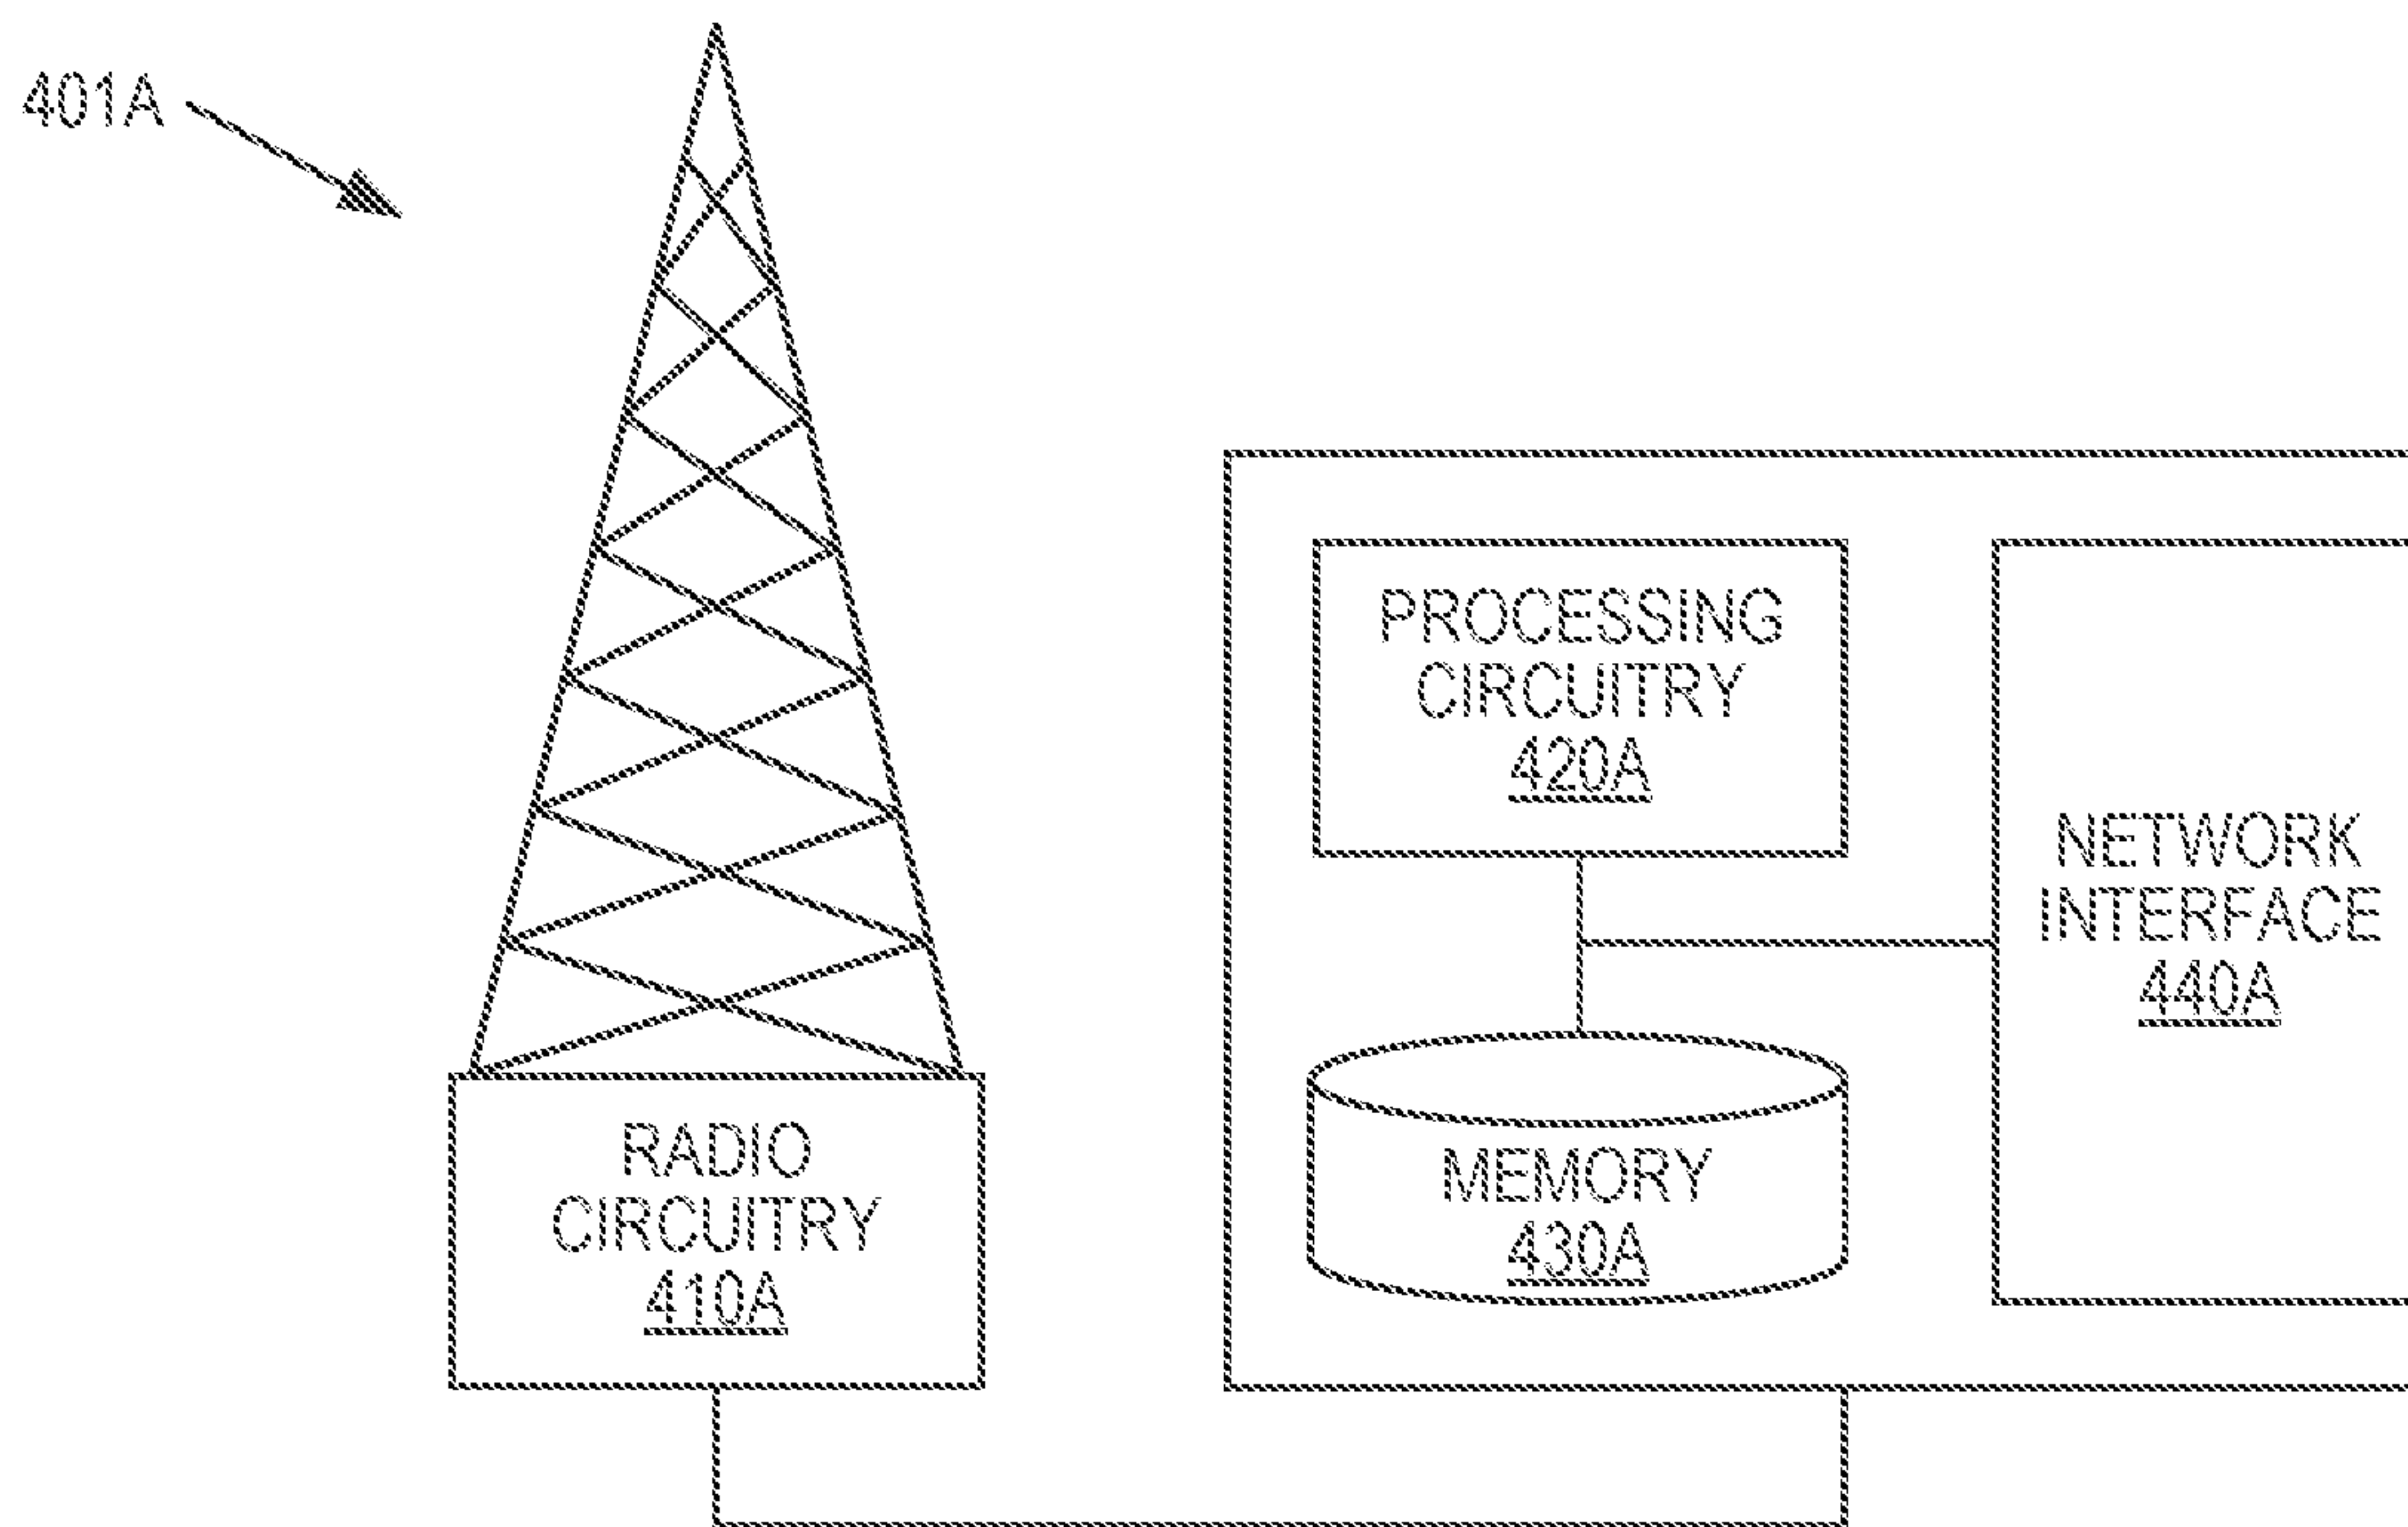 401A
PROCESSING
CIRCUITRY
420A
NETWORK
INTERFACE
440A
RADIO
CIRCUITRY
410A
MEMORY
430A